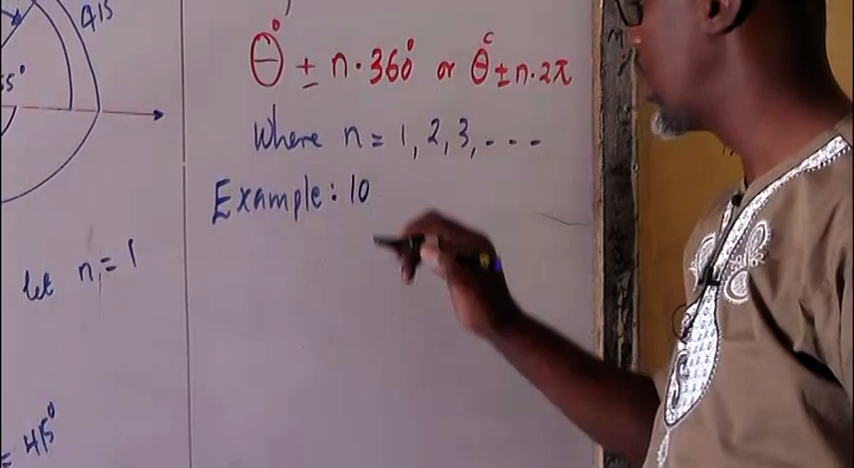 415
55°
let n = 1
= 415°
θ° ± n · 360° or θᶜ ± n · 2π
Where n = 1, 2, 3, - - - -
Example : 10